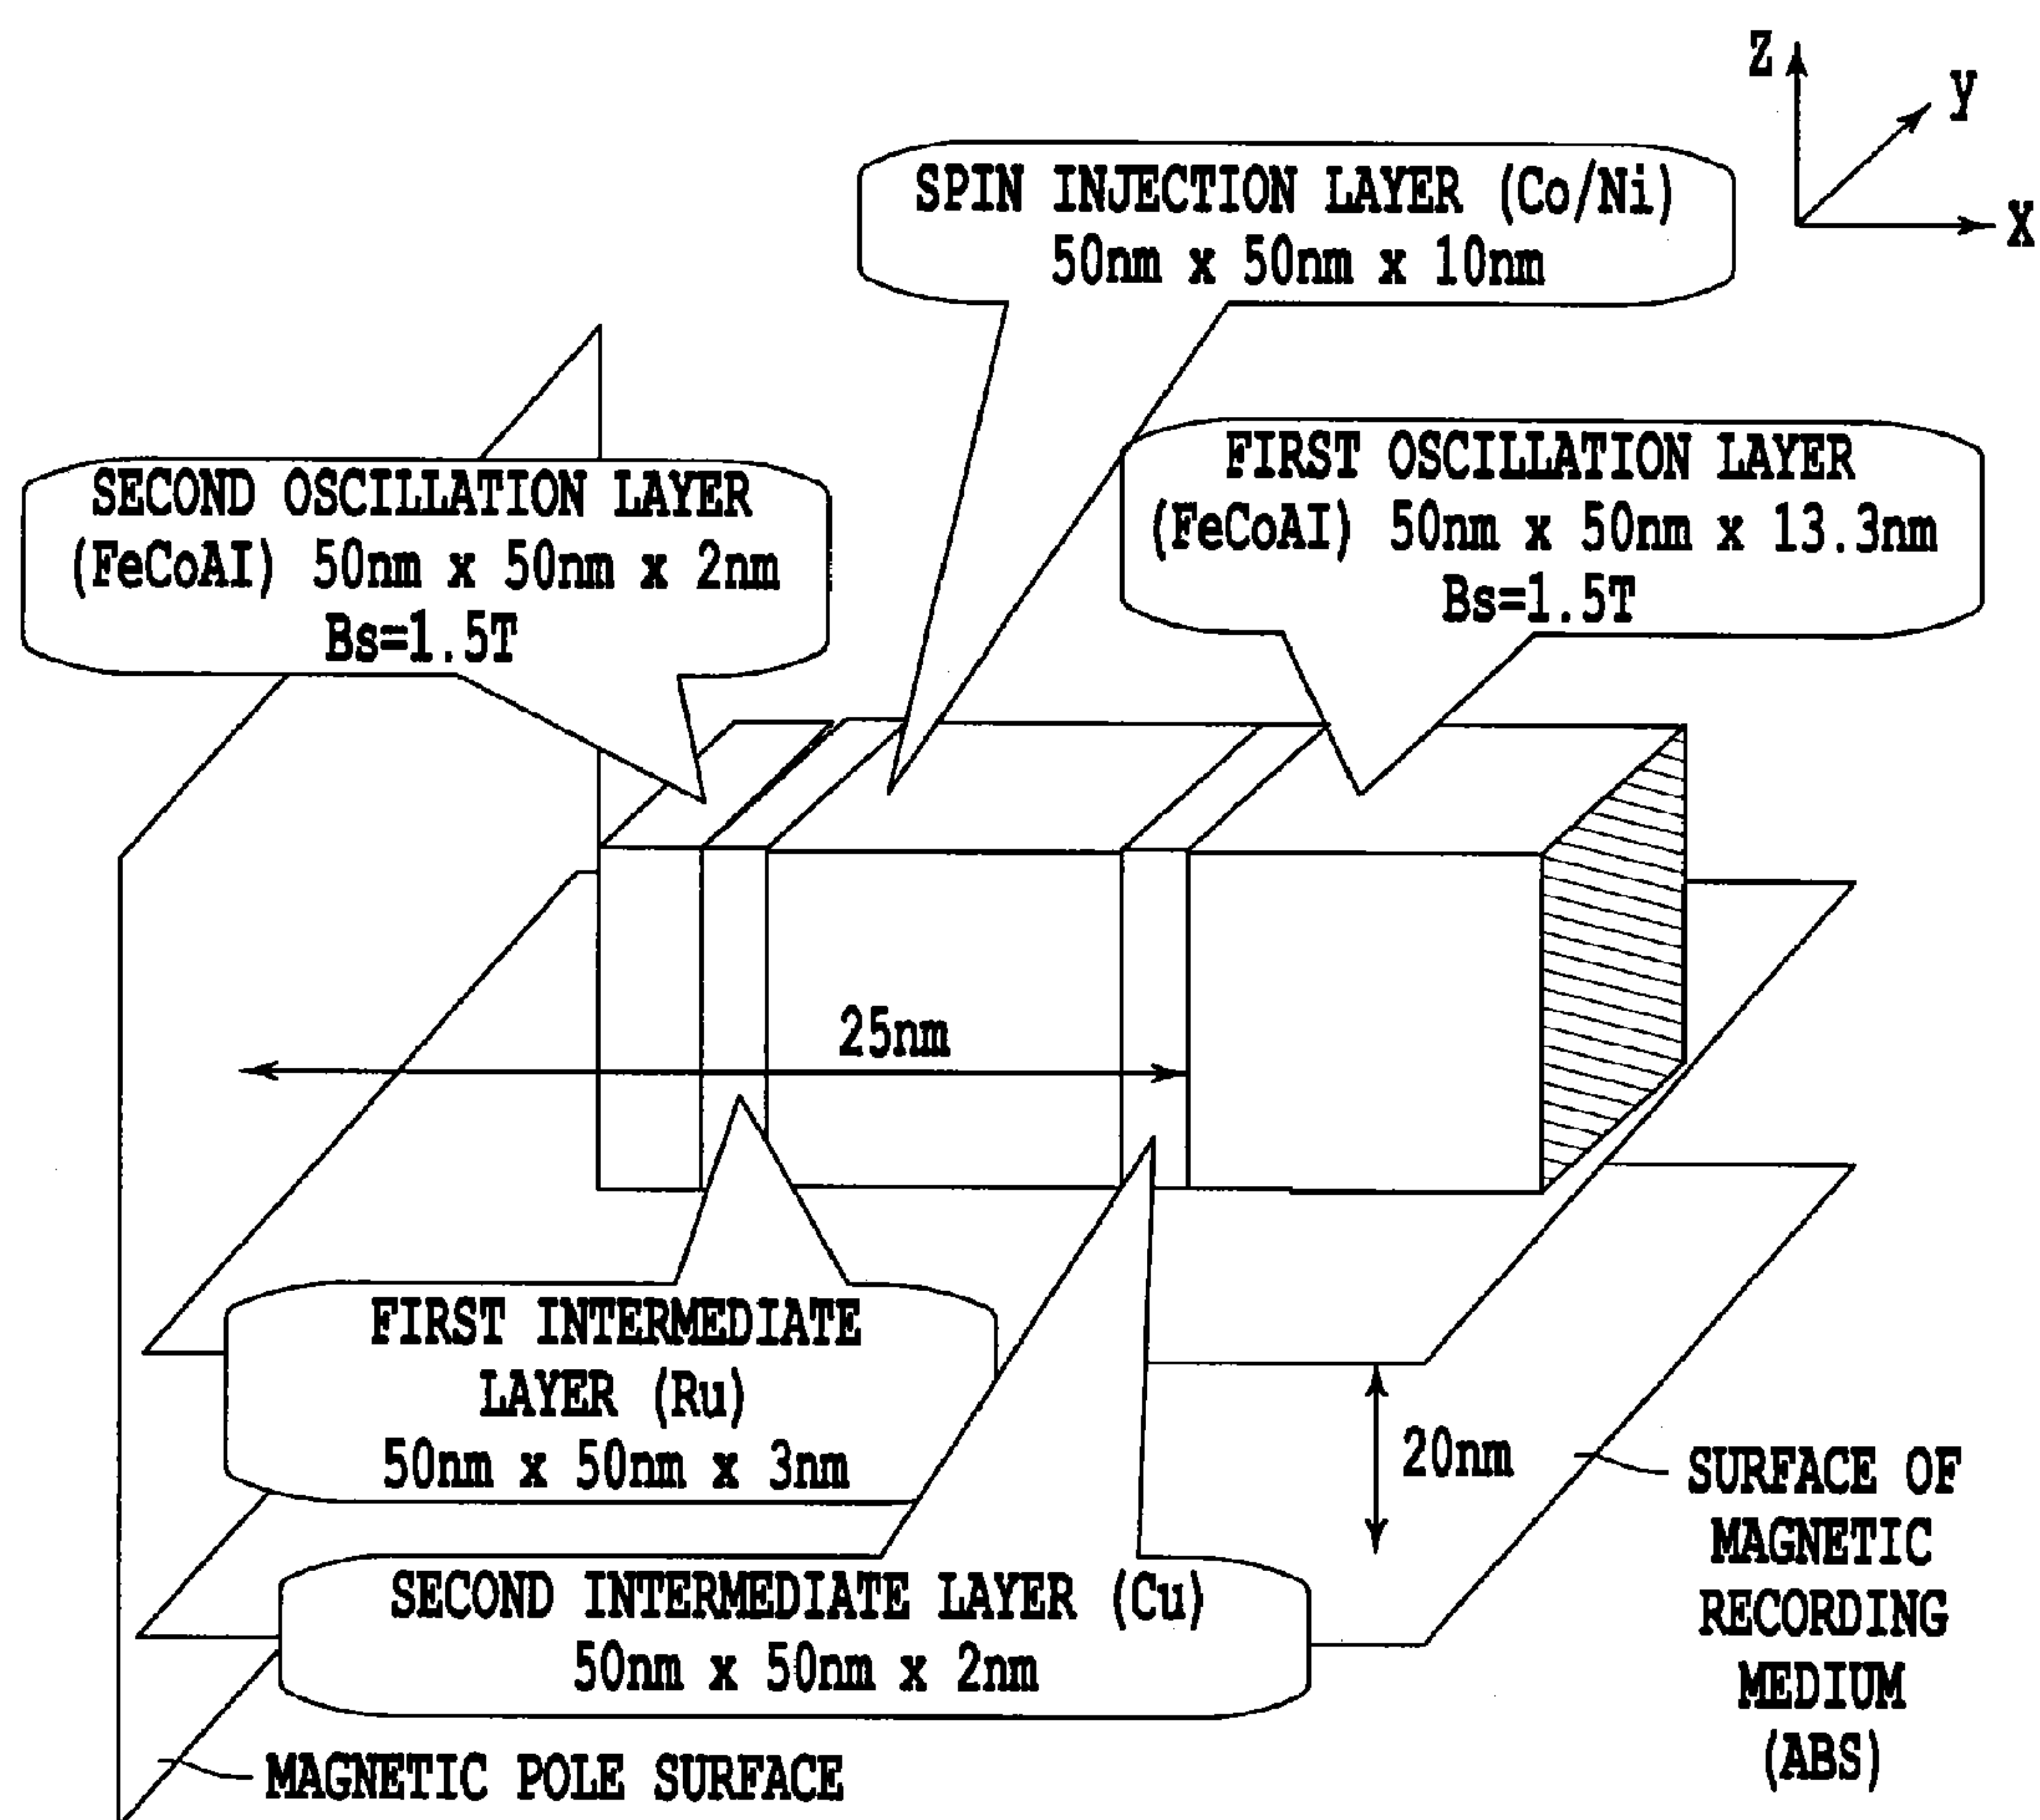 Z
y
X
SPIN INJECTION LAYER (Co/Ni)
50nm x 50nm x 10nm
FIRST OSCILLATION LAYER
(FeCoAl) 50nm x 50nm x 13.3nm
Bs=1.5T
SECOND OSCILLATION LAYER
(FeCoAl) 50nm x 50nm x 2nm
Bs=1.5T
25nm
FIRST INTERMEDIATE
LAYER (Ru)
50nm x 50nm x 3nm
20nm
SURFACE OF
MAGNETIC
RECORDING
MEDIUM
(ABS)
SECOND INTERMEDIATE LAYER (Cu)
50nm x 50nm x 2nm
MAGNETIC POLE SURFACE